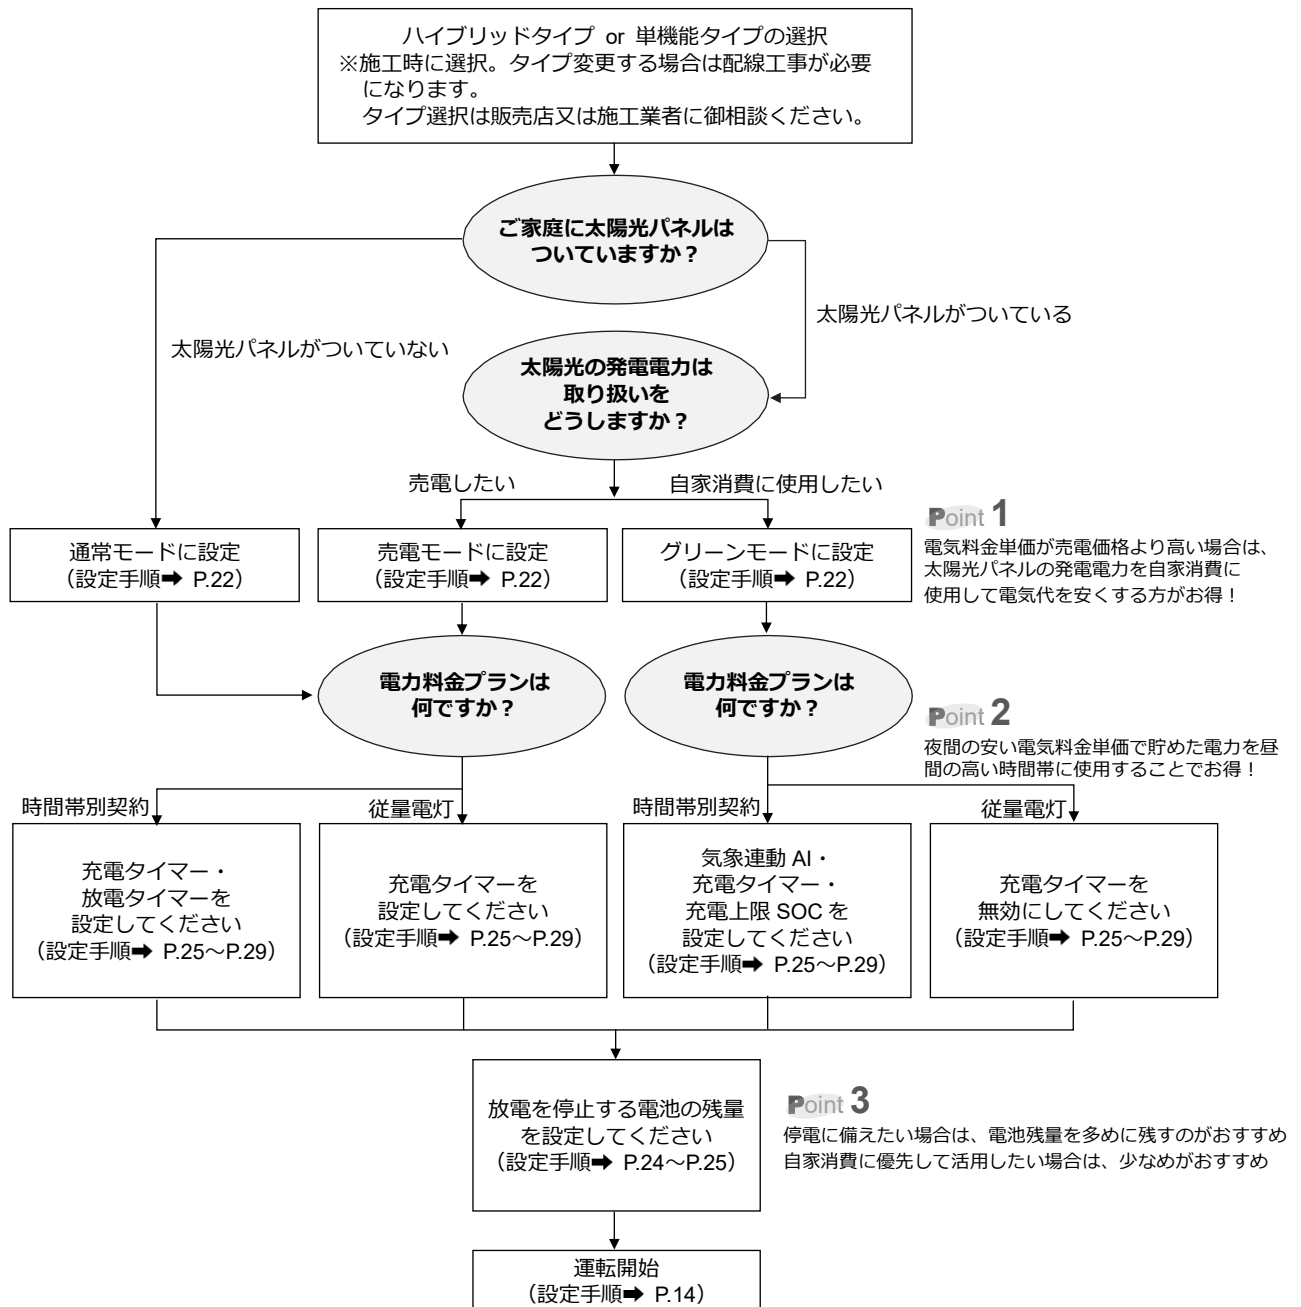 ハイブリッドタイプ or 単機能タイプの選択
※施工時に選択。タイプ変更する場合は配線工事が必要
になります。
タイプ選択は販売店又は施工業者に御相談ください。
ご家庭に太陽光パネルは
ついていますか？
太陽光パネルがついている
太陽光パネルがついていない
太陽光の発電電力は
取り扱いを
どうしますか？
売電したい
自家消費に使用したい
通常モードに設定
（設定手順➡ P.22）
売電モードに設定
（設定手順➡ P.22）
グリーンモードに設定
（設定手順➡ P.22）
Point 1
電気料金単価が売電価格より高い場合は、
太陽光パネルの発電電力を自家消費に
使用して電気代を安くする方がお得！
電力料金プランは
何ですか？
電力料金プランは
何ですか？
Point 2
夜間の安い電気料金単価で貯めた電力を昼
間の高い時間帯に使用することでお得！
時間帯別契約
従量電灯
時間帯別契約
従量電灯
充電タイマー・
放電タイマーを
設定してください
（設定手順➡ P.25～P.29）
充電タイマーを
設定してください
（設定手順➡ P.25～P.29）
気象連動 AI・
充電タイマー・
充電上限 SOC を
設定してください
（設定手順➡ P.25～P.29）
充電タイマーを
無効にしてください
（設定手順➡ P.25～P.29）
放電を停止する電池の残量
を設定してください
（設定手順➡ P.24～P.25）
Point 3
停電に備えたい場合は、電池残量を多めに残すのがおすすめ
自家消費に優先して活用したい場合は、少なめがおすすめ
運転開始
（設定手順➡ P.14）